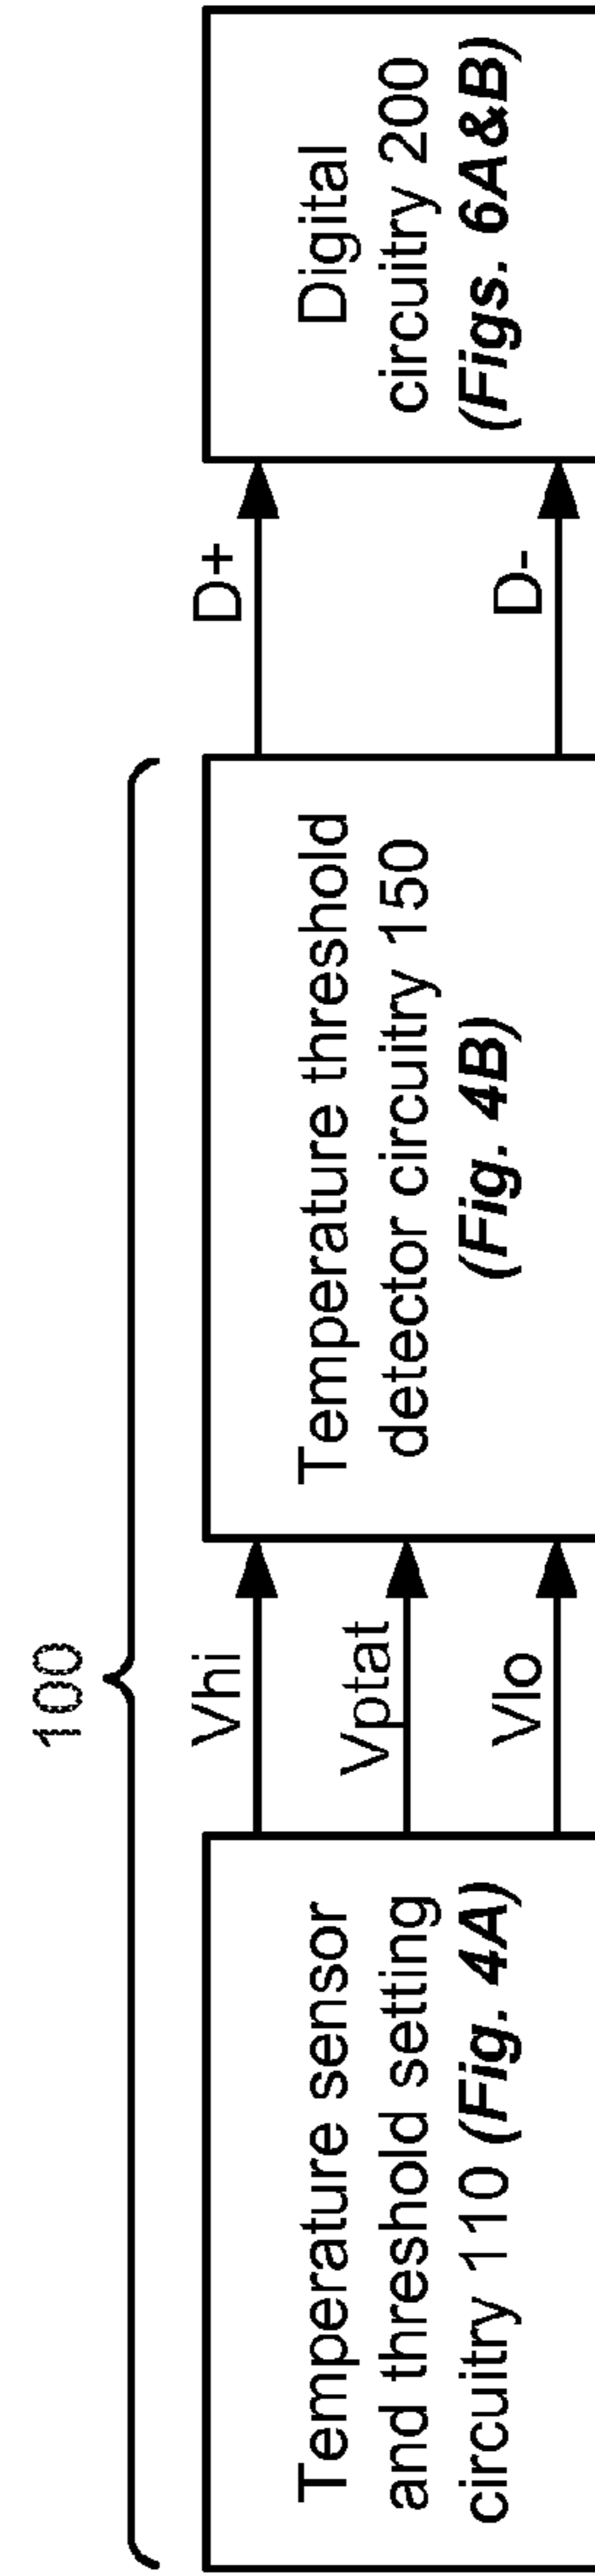 100
Temperature sensor
and threshold setting
circuitry 110 (Fig. 4A)
Vhi
Vptat
Vlo
Temperature threshold
detector circuitry 150
(Fig. 4B)
D+
D-
Digital
circuitry 200
(Figs. 6A&B)